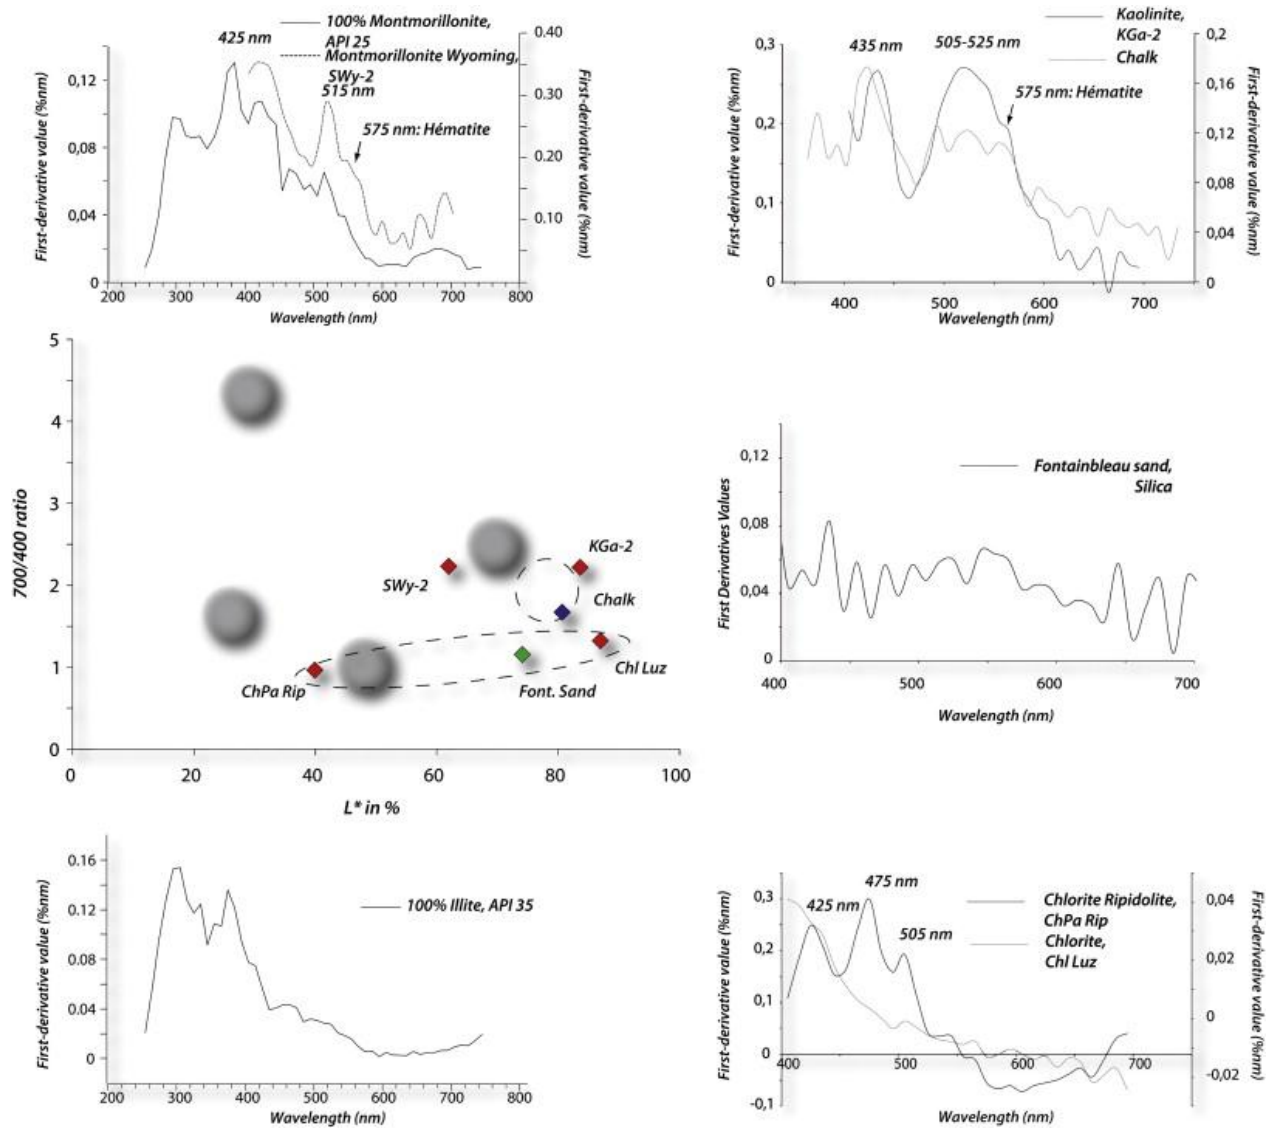 100% Montmorillonite,
API 25
Montmorillonite Wyoming,
SWy-2
425 nm
515 nm
575 nm: Hématite
First-derivative value (%nm)
0,12
0,08
0,04
0
0.40
0.30
0.20
0.10
First-derivative value (%nm)
200 300 400 500 600 700 800
Wavelength (nm)
Kaolinite,
KGa-2
Chalk
435 nm
505-525 nm
575 nm: Hématite
First-derivative value (%nm)
0,3
0,2
0,1
0
0,2
0,16
0,12
0,08
0,04
0
First-derivative value (%nm)
400 500 600 700
Wavelength (nm)
700/400 ratio
5
4
3
2
1
0
SWy-2
KGa-2
Chalk
Chl Luz
Font. Sand
ChPa Rip
0 20 40 60 80 100
L* in %
Fontainbleau sand,
Silica
First Derivatives Values
0,12
0,08
0,04
0
400 500 600 700
Wavelength (nm)
100% Illite, API 35
First-derivative value (%nm)
0.16
0.12
0.08
0.04
0
200 300 400 500 600 700 800
Wavelength (nm)
475 nm
425 nm
505 nm
Chlorite Ripidolite,
ChPa Rip
Chlorite,
Chl Luz
First-derivative value (%nm)
0,3
0,2
0,1
0
-0,1
0,04
0,02
0
-0,02
First-derivative value (%nm)
400 500 600 700
Wavelength (nm)